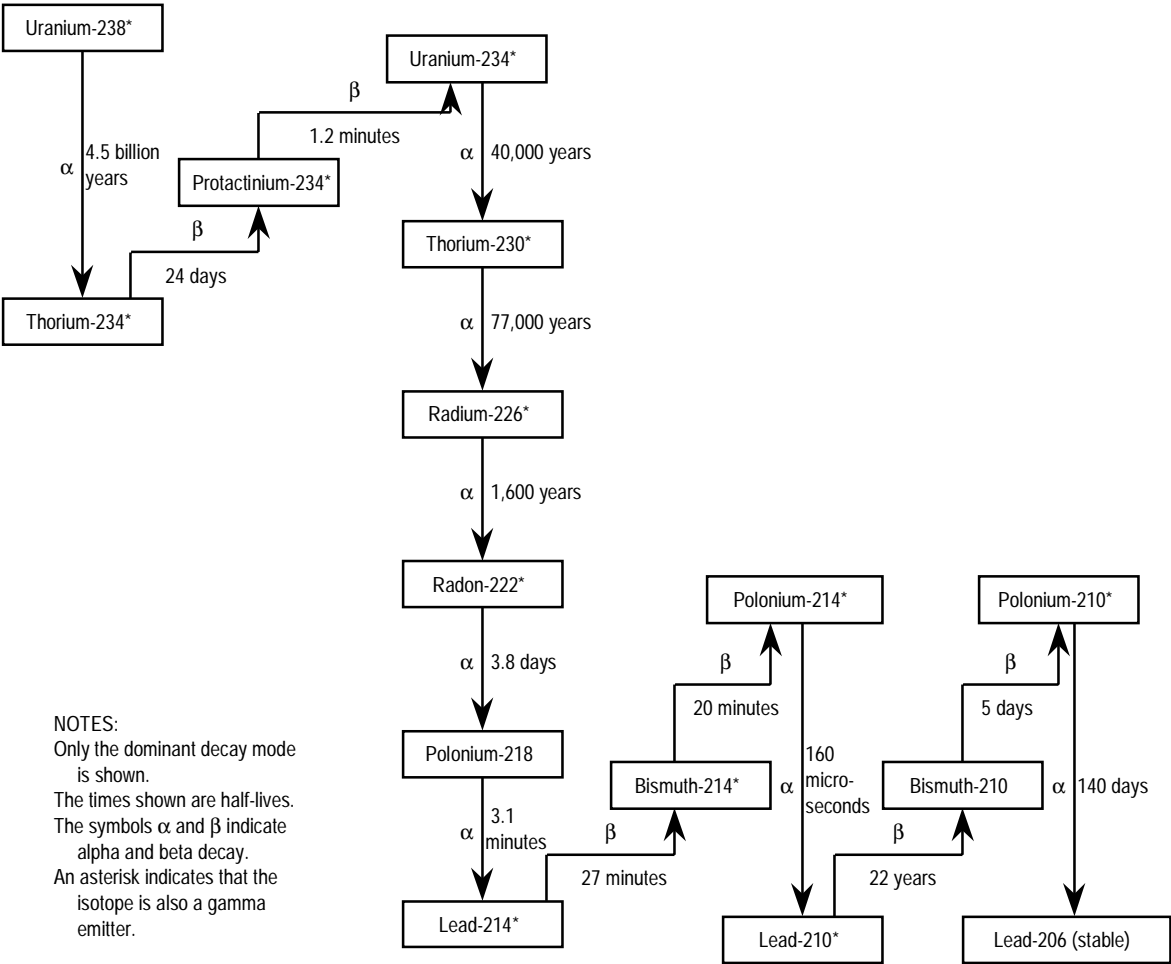 Uranium-238*
α
4.5 billion
years
Thorium-234*
β
24 days
Protactinium-234*
β
1.2 minutes
Uranium-234*
α
40,000 years
Thorium-230*
α
77,000 years
Radium-226*
α
1,600 years
Radon-222*
α
3.8 days
Polonium-218
α
3.1
minutes
Lead-214*
β
27 minutes
Bismuth-214*
β
20 minutes
Polonium-214*
α
160
micro-
seconds
Lead-210*
β
22 years
Bismuth-210
β
5 days
Polonium-210*
α
140 days
Lead-206 (stable)
NOTES:
Only the dominant decay mode
is shown.
The times shown are half-lives.
The symbols α and β indicate
alpha and beta decay.
An asterisk indicates that the
isotope is also a gamma
emitter.